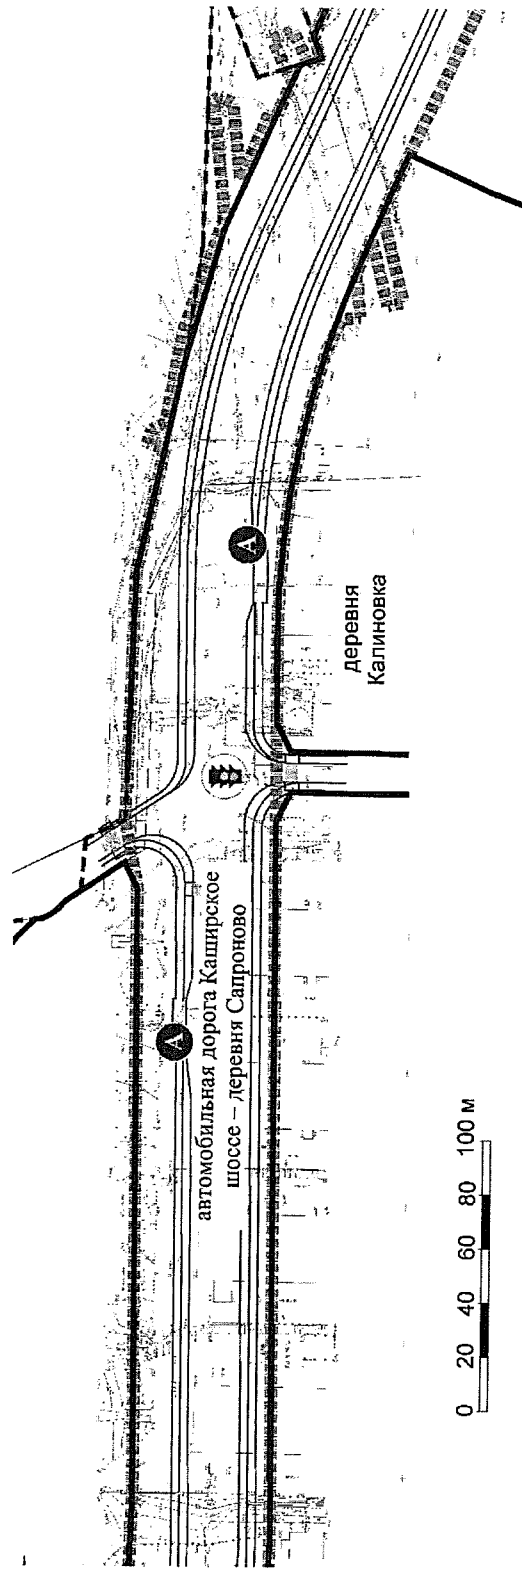 А
деревня
Калиновка
А
автомобильная дорога Каширское
шоссе – деревня Сапроново
0 20 40 60 80 100 м